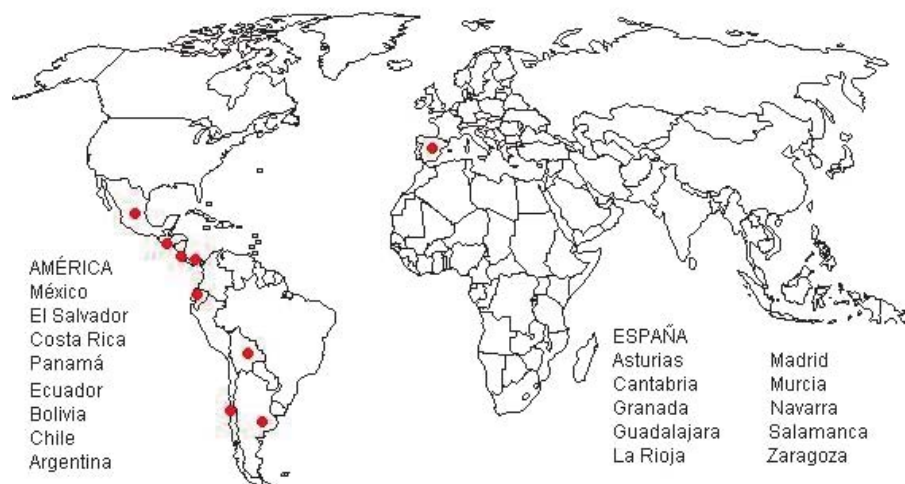 AMÉRICA
México
El Salvador
Costa Rica
Panamá
Ecuador
Bolivia
Chile
Argentina
ESPAÑA
Asturias
Cantabria
Granada
Guadalajara
La Rioja
Madrid
Murcia
Navarra
Salamanca
Zaragoza